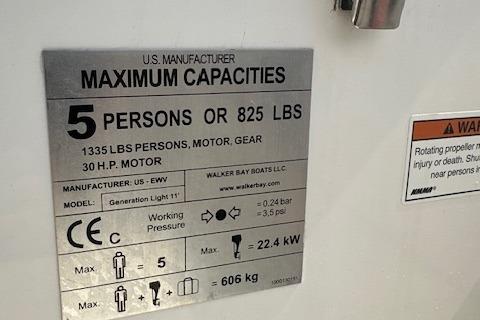 U.S. MANUFACTURER
MAXIMUM CAPACITIES
5 PERSONS OR 825 LBS
1335 LBS PERSONS, MOTOR, GEAR
30 H.P. MOTOR
MANUFACTURER: US - EWV
MODEL: Generation Light 11'
WALKER BAY BOATS LLC.
www.walkerbay.com
CE C
Working Pressure
= 0,24 bar
= 3,5 psi
Max. = 5
Max. = 22.4 kW
Max. + + = 606 kg
WAR
Rotating propeller m
injury or death. Shu
near persons in
NMMA